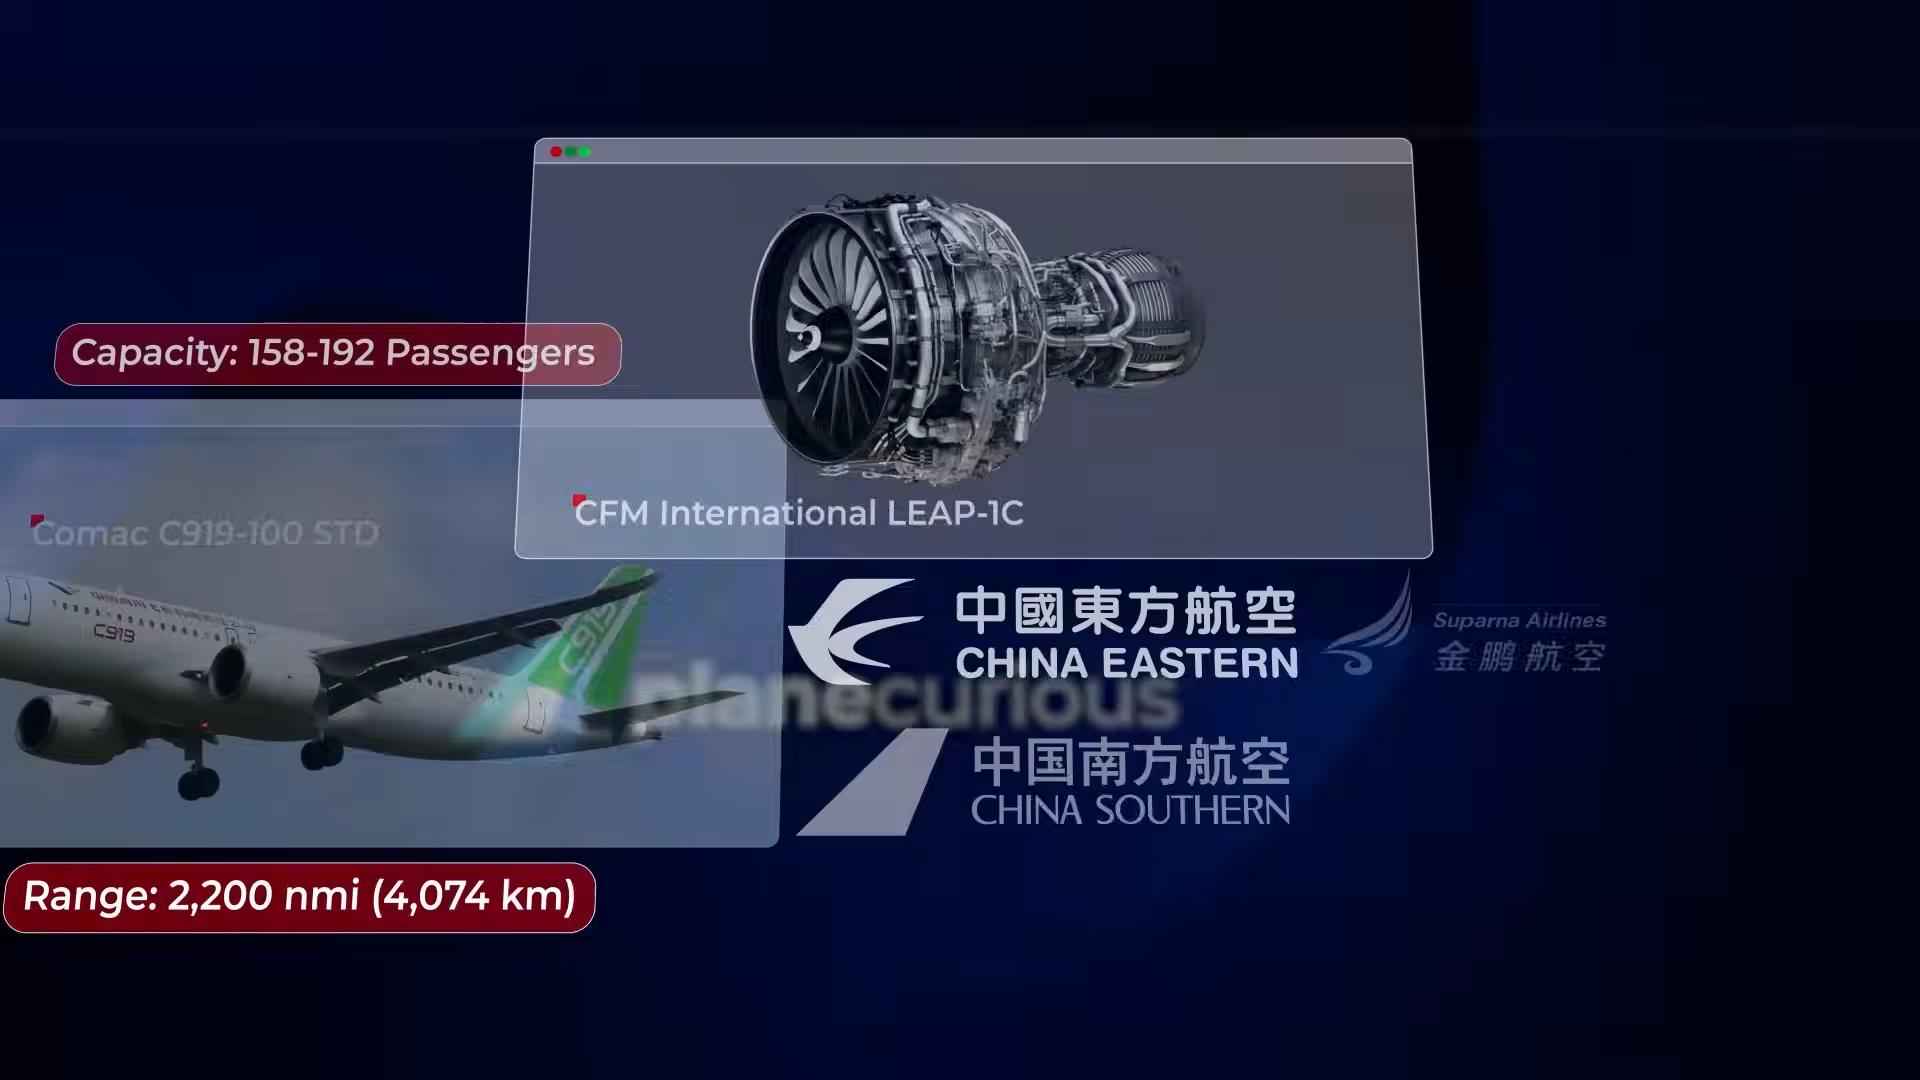 Capacity: 158-192 Passengers
CFM International LEAP-1C
Comac C919-100 STD
C919
C919
中國東方航空
CHINA EASTERN
Suparna Airlines
金鹏航空
planecurious
中国南方航空
CHINA SOUTHERN
Range: 2,200 nmi (4,074 km)